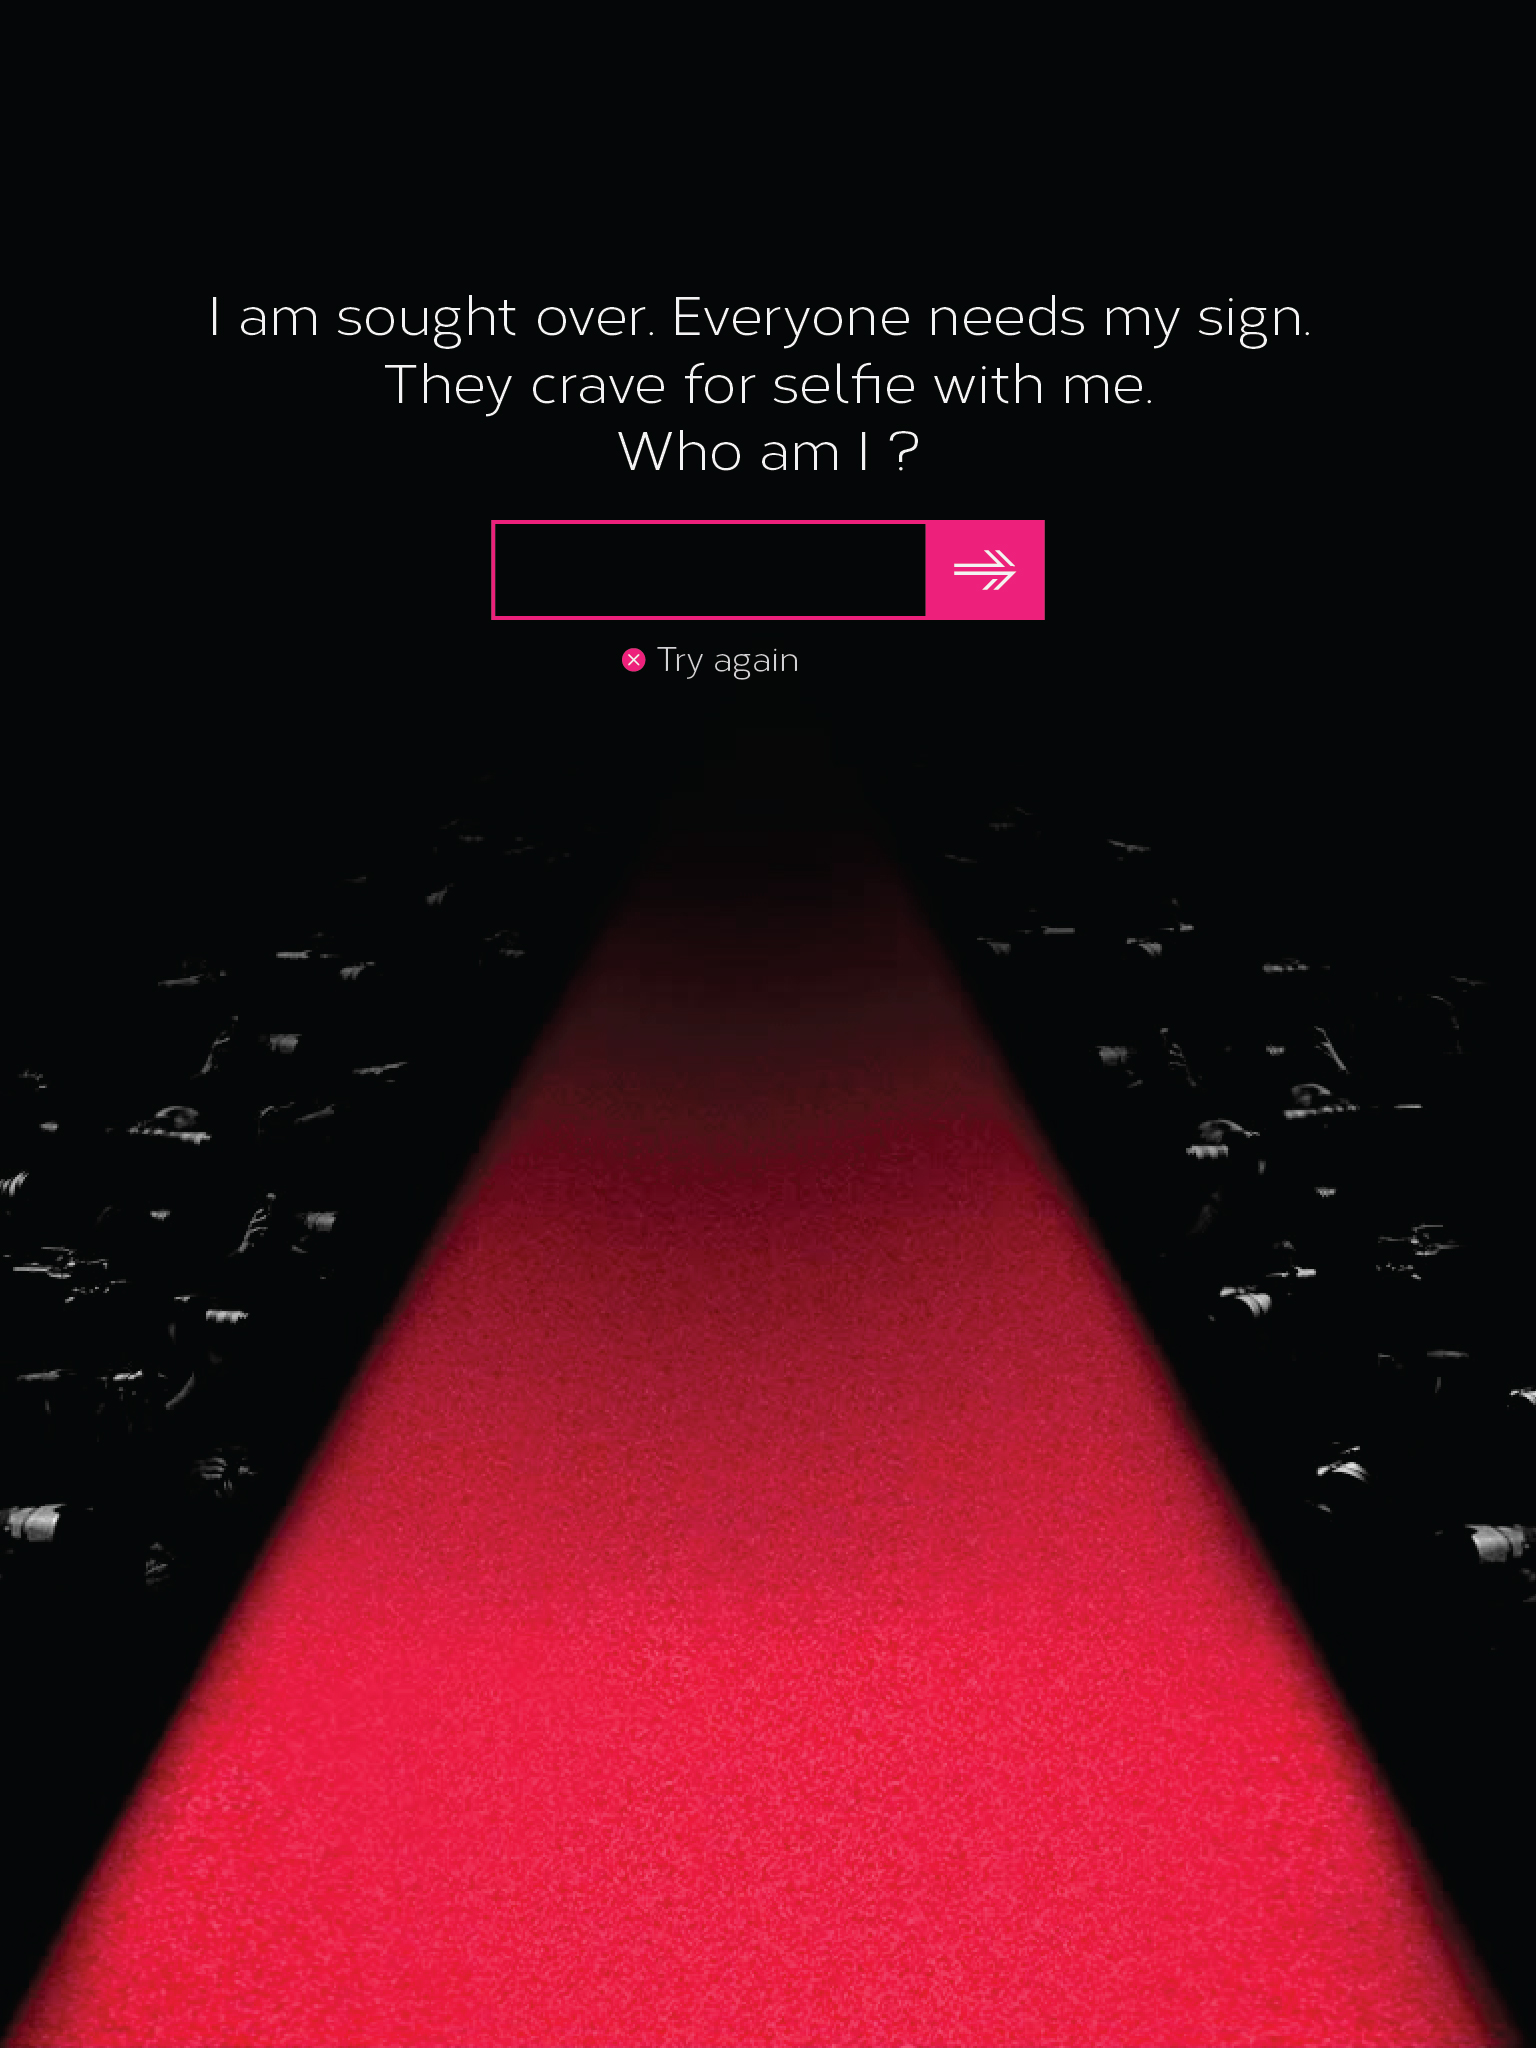 I am sought over. Everyone needs my sign.
They crave for selfie with me.
Who am I ?
Try again